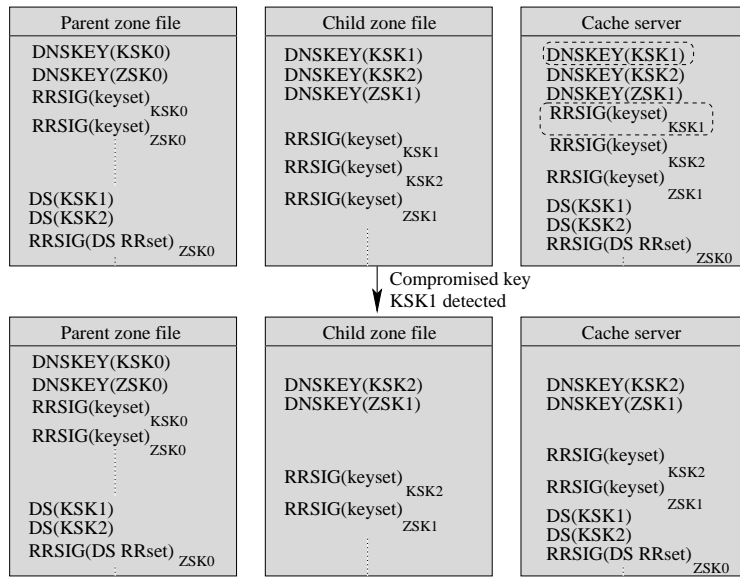 Parent zone file
DNSKEY(KSK0)
DNSKEY(ZSK0)
RRSIG(keyset) KSK0
RRSIG(keyset) ZSK0
DS(KSK1)
DS(KSK2)
RRSIG(DS RRset) ZSK0
Child zone file
DNSKEY(KSK1)
DNSKEY(KSK2)
DNSKEY(ZSK1)
RRSIG(keyset) KSK1
RRSIG(keyset) KSK2
RRSIG(keyset) ZSK1
Cache server
DNSKEY(KSK1)
DNSKEY(KSK2)
DNSKEY(ZSK1)
RRSIG(keyset) KSK1
RRSIG(keyset) KSK2
RRSIG(keyset) ZSK1
DS(KSK1)
DS(KSK2)
RRSIG(DS RRset) ZSK0
Compromised key
KSK1 detected
Parent zone file
DNSKEY(KSK0)
DNSKEY(ZSK0)
RRSIG(keyset) KSK0
RRSIG(keyset) ZSK0
DS(KSK1)
DS(KSK2)
RRSIG(DS RRset) ZSK0
Child zone file
DNSKEY(KSK2)
DNSKEY(ZSK1)
RRSIG(keyset) KSK2
RRSIG(keyset) ZSK1
Cache server
DNSKEY(KSK2)
DNSKEY(ZSK1)
RRSIG(keyset) KSK2
RRSIG(keyset) ZSK1
DS(KSK1)
DS(KSK2)
RRSIG(DS RRset) ZSK0